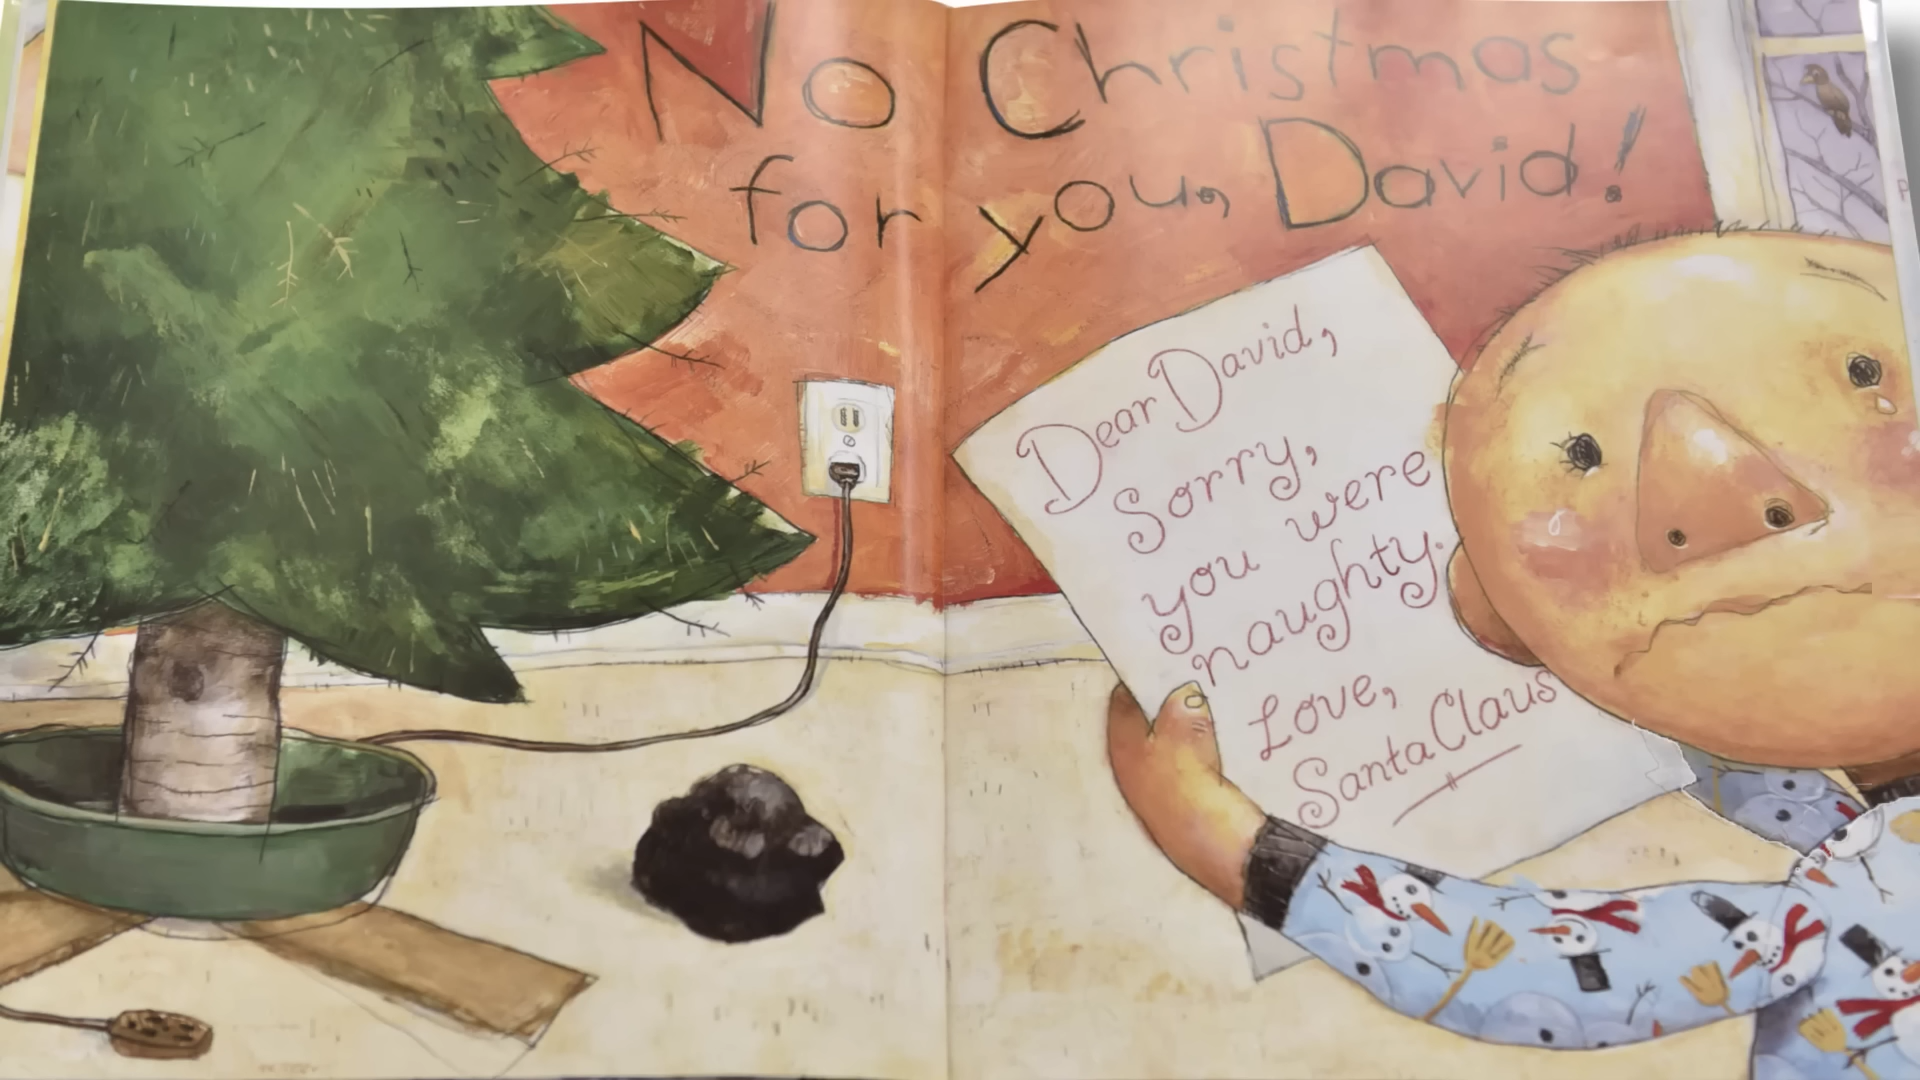 No Christmas
for you, David!
Dear David,
Sorry,
you were
naughty.
Love,
Santa Claus